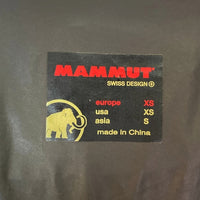 MAMMUT
SWISS DESIGN
europe XS
usa XS
asia S
made in China